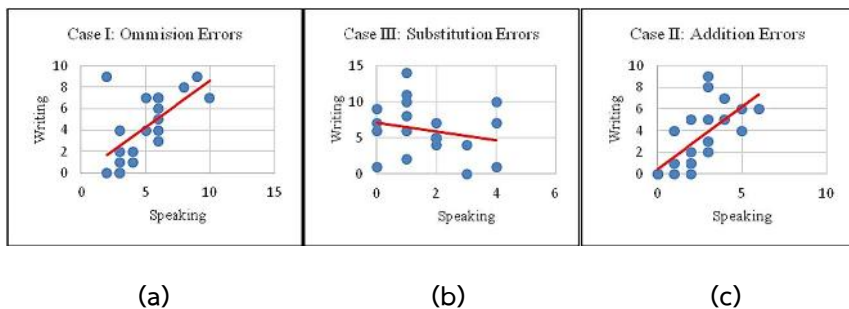 Case I: Ommision Errors
10
8
6
4
2
0
Writing
0 5 10 15
Speaking
Case III: Substitution Errors
15
10
5
0
Writing
0 2 4 6
Speaking
Case II: Addition Errors
10
8
6
4
2
0
Writing
0 5 10
Speaking
(a) (b) (c)